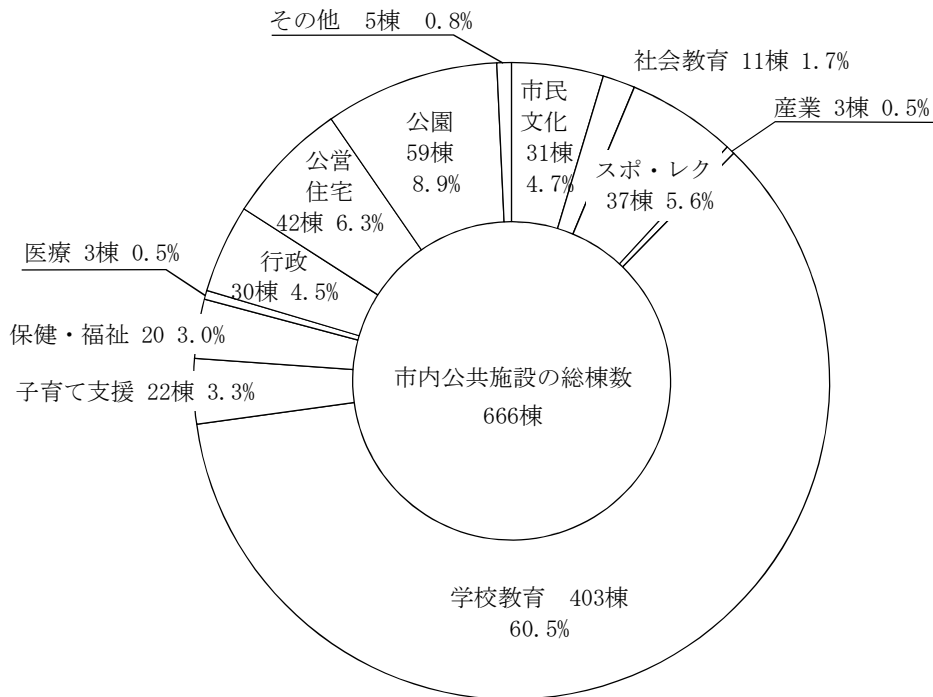 その他　5棟　0.8%
社会教育 11棟 1.7%
産業 3棟 0.5%
市民
文化
31棟
4.7%
スポ・レク
37棟 5.6%
公園
59棟
8.9%
公営
住宅
42棟 6.3%
行政
30棟 4.5%
医療 3棟 0.5%
保健・福祉 20 3.0%
子育て支援 22棟 3.3%
市内公共施設の総棟数
666棟
学校教育　403棟
60.5%